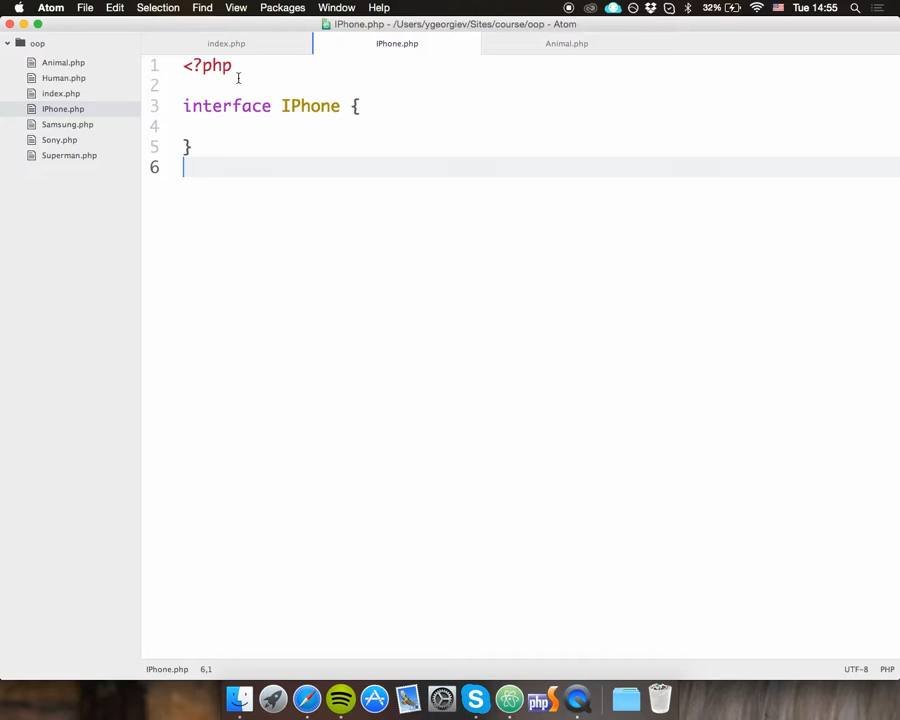 Atom File Edit Selection Find View Packages Window Help 32% Tue 14:55
IPhone.php - /Users/ygeorgiev/Sites/course/oop - Atom
oop
Animal.php
Human.php
index.php
IPhone.php
Samsung.php
Sony.php
Superman.php
index.php IPhone.php Animal.php
1 <?php
2
3 interface IPhone {
4
5 }
6
IPhone.php 6,1 UTF-8 PHP
php